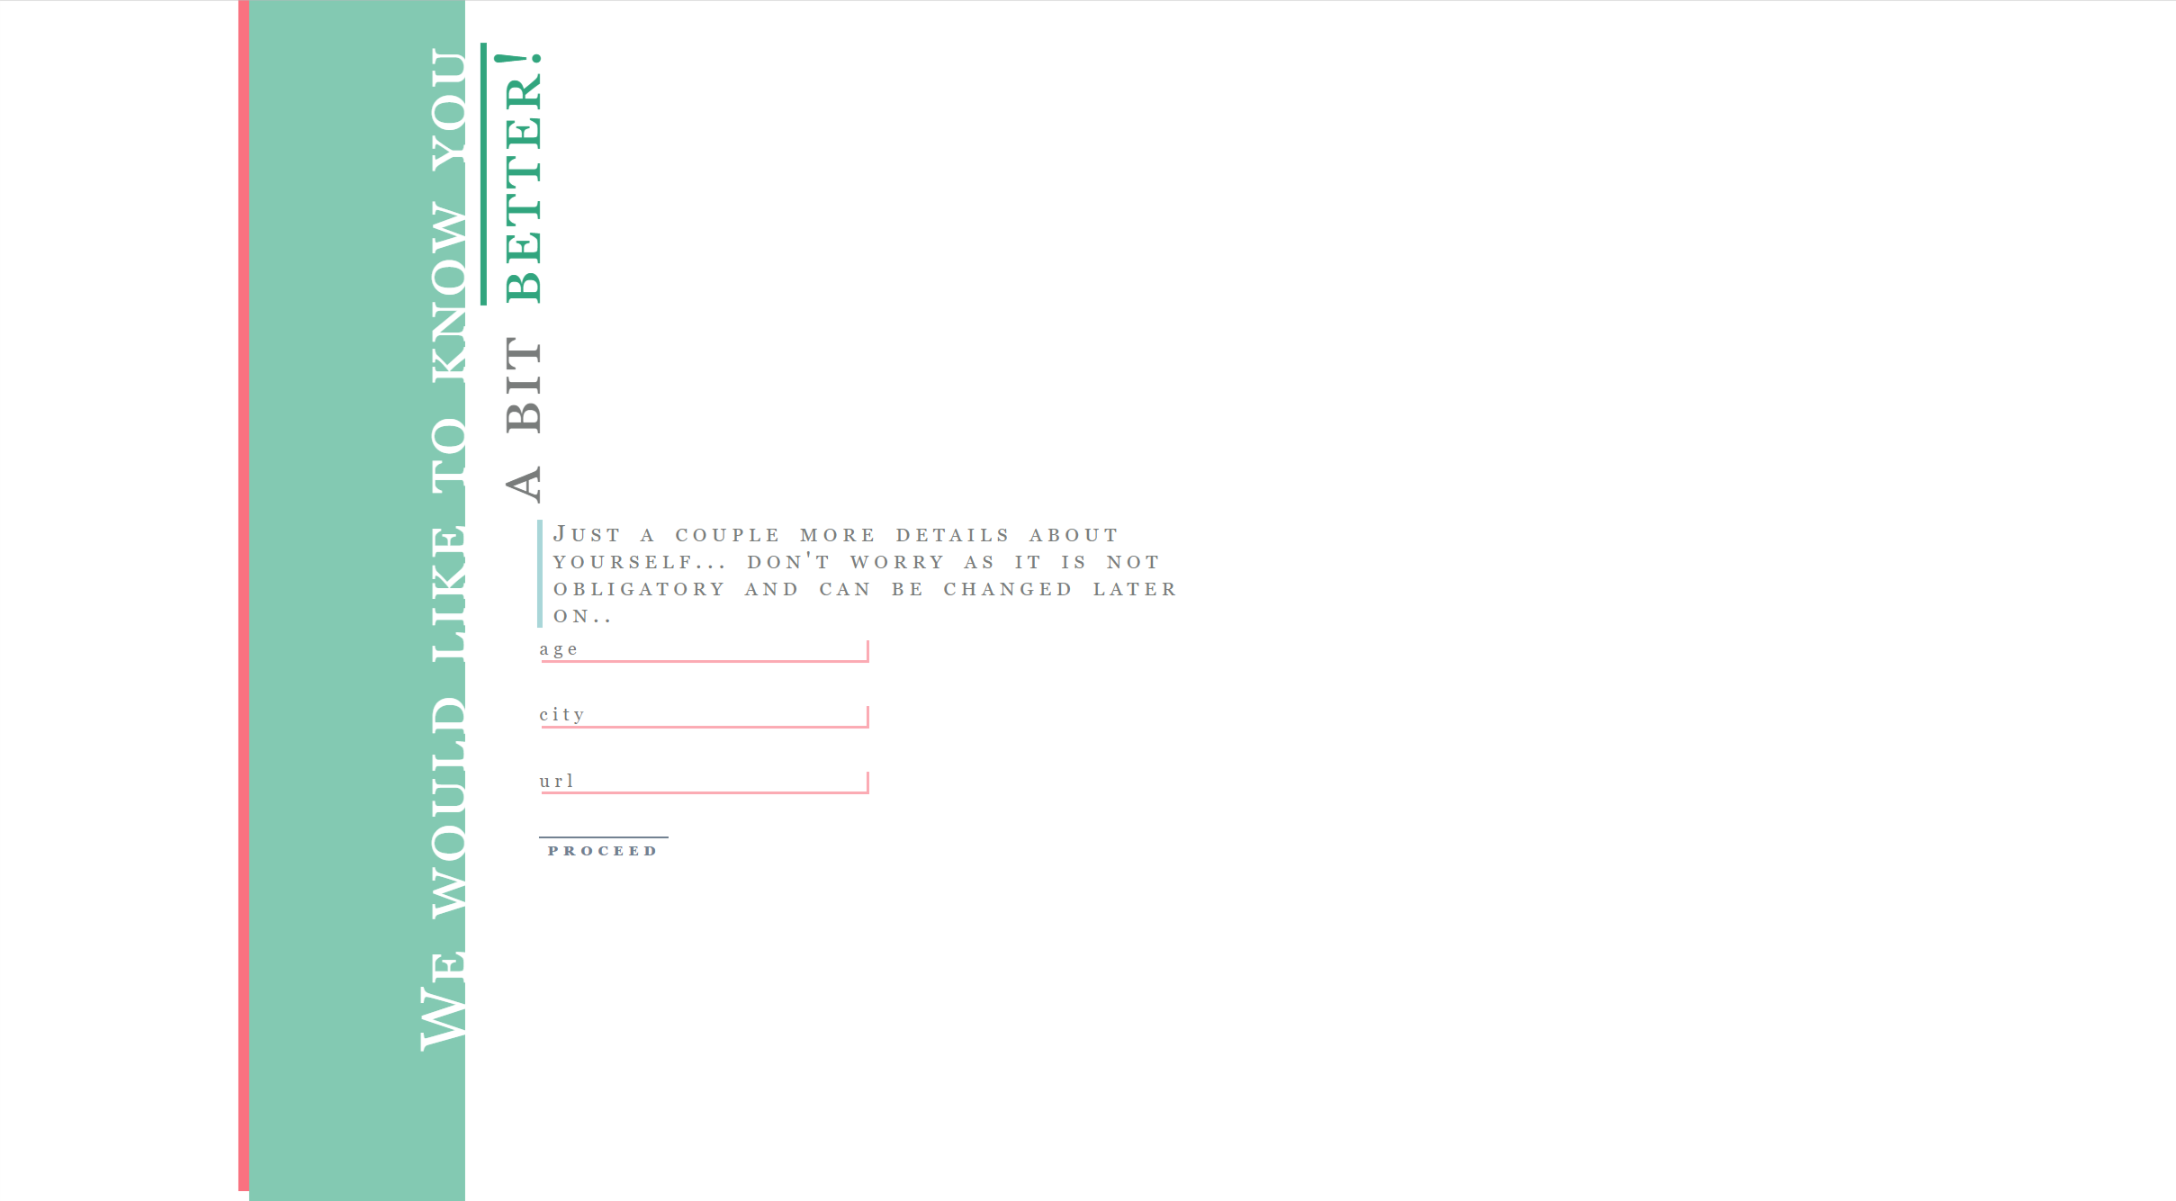 We would like to know you
a bit better!
Just a couple more details about
yourself... don't worry as it is not
obligatory and can be changed later
on..
age
city
url
PROCEED